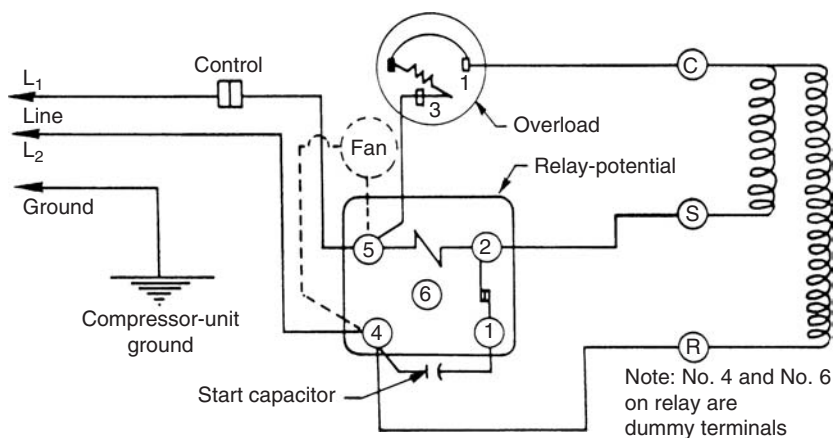 L1
Control
1
C
3
Line
Overload
Fan
L2
Relay-potential
Ground
S
5
2
6
Compressor-unit
ground
4
1
R
Start capacitor
Note: No. 4 and No. 6
on relay are
dummy terminals